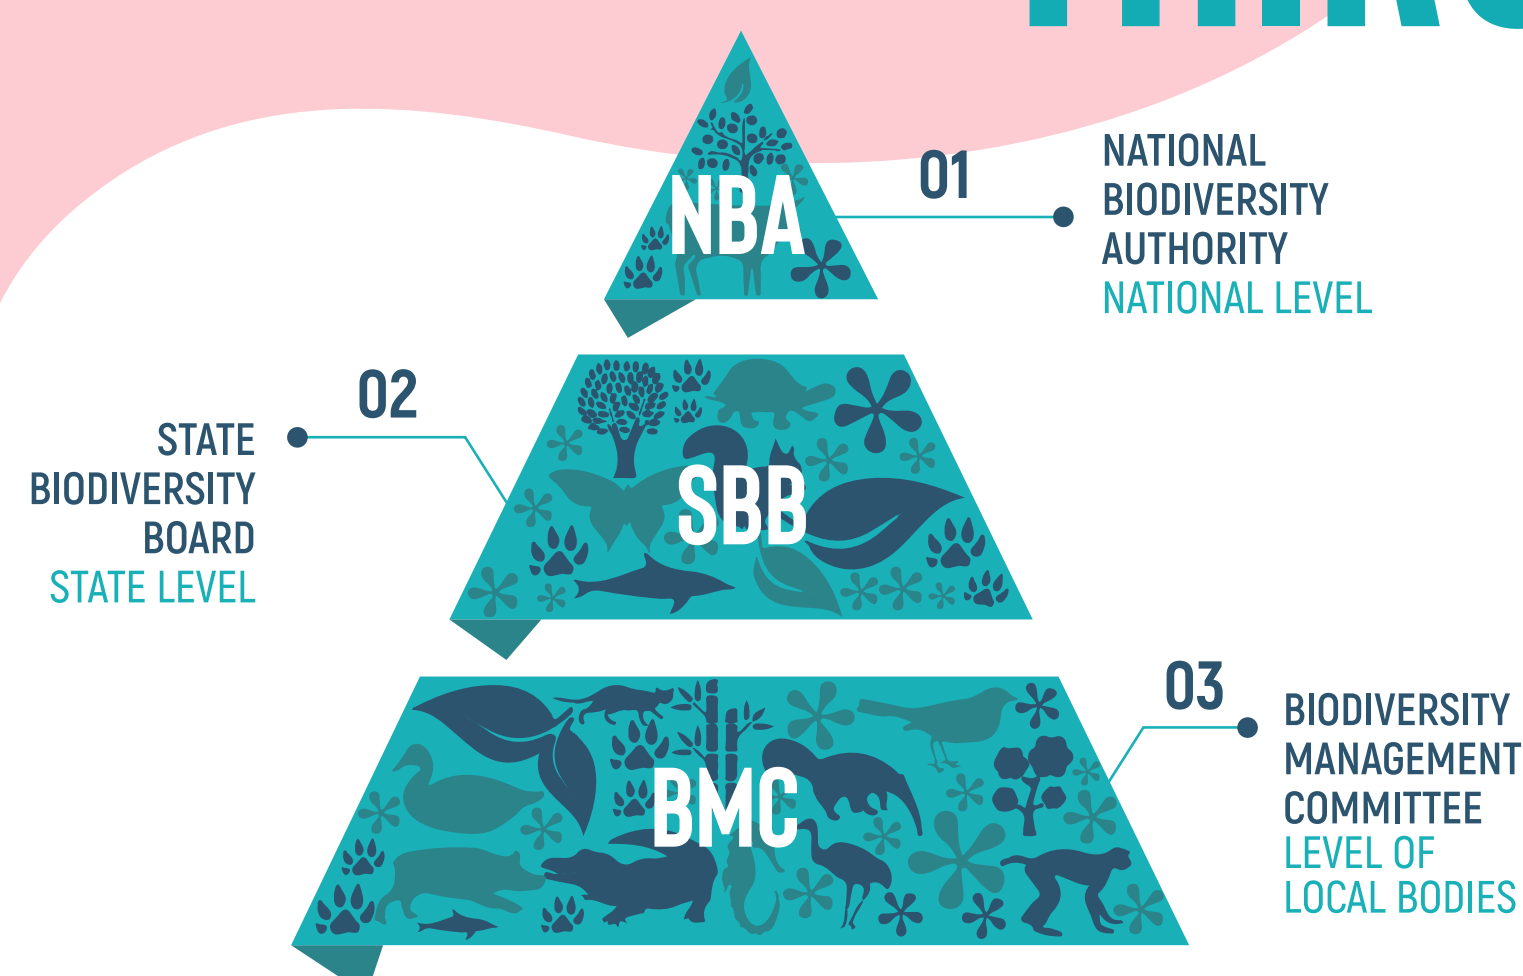 NBA
01
NATIONAL
BIODIVERSITY
AUTHORITY
NATIONAL LEVEL
02
STATE
BIODIVERSITY
BOARD
STATE LEVEL
SBB
03
BIODIVERSITY
MANAGEMENT
COMMITTEE
LEVEL OF
LOCAL BODIES
BMC